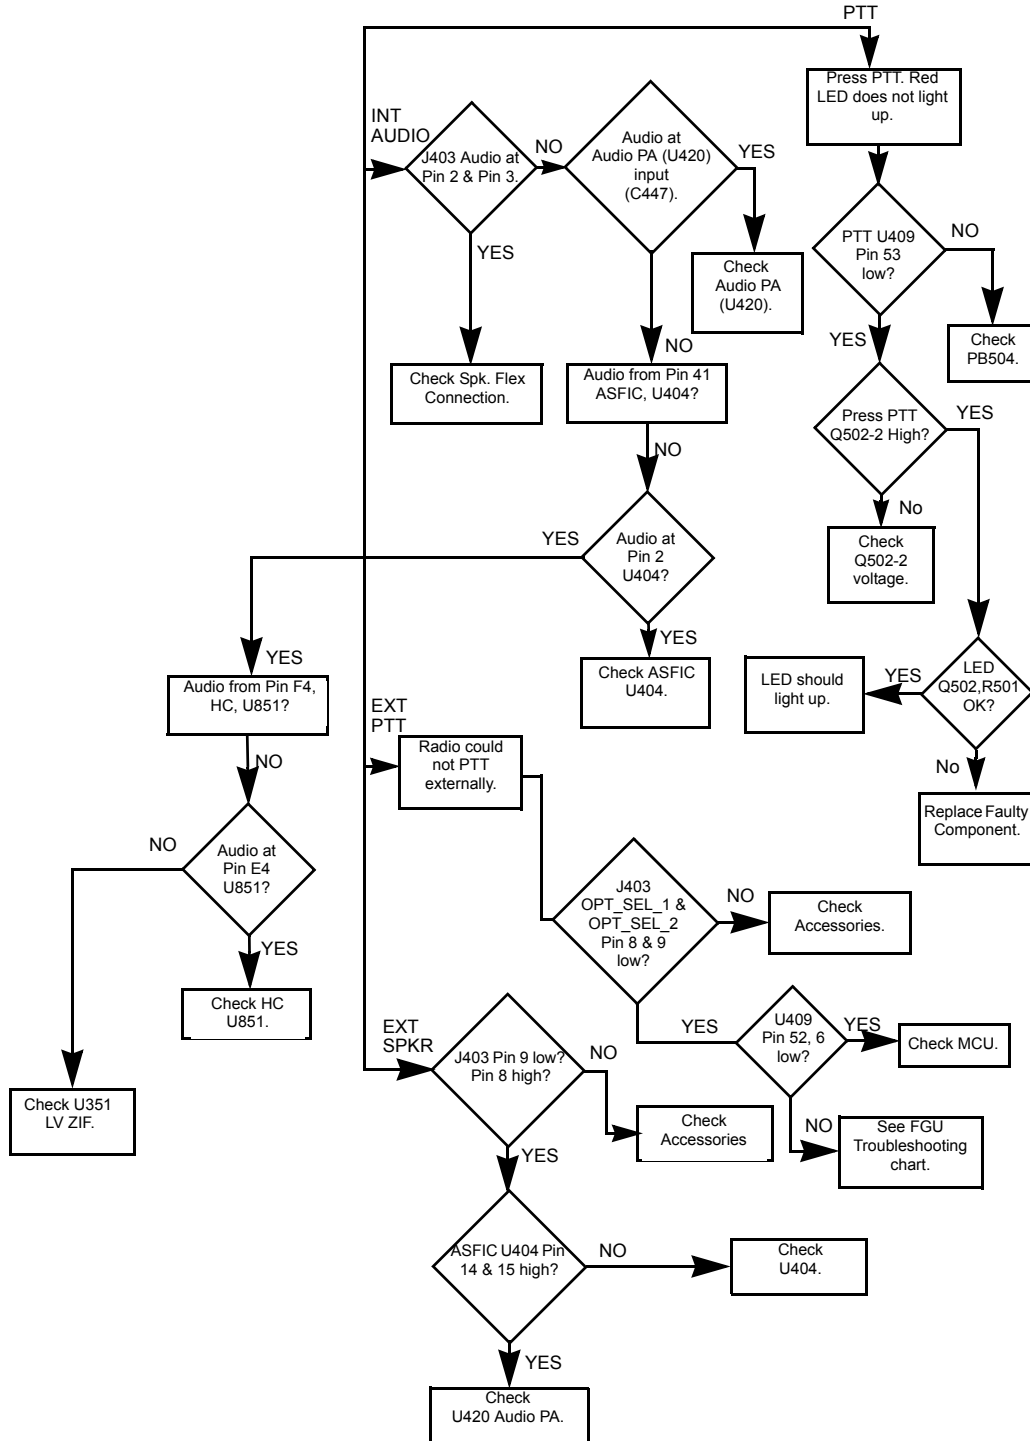 PTT
Press PTT. Red
LED does not light
up.
INT
AUDIO
J403 Audio at
Pin 2 & Pin 3.
NO
Audio at
Audio PA (U420)
input
(C447).
YES
YES
Check
Audio PA
(U420).
NO
PTT U409
Pin 53
low?
NO
Check
PB504.
YES
Check Spk. Flex
Connection.
Audio from Pin 41
ASFIC, U404?
NO
Press PTT
Q502-2 High?
YES
No
Check
Q502-2
voltage.
YES
Audio at
Pin 2
U404?
YES
Check ASFIC
U404.
LED
Q502,R501
OK?
YES
LED should
light up.
No
Replace Faulty
Component.
YES
Audio from Pin F4,
HC, U851?
NO
Audio at
Pin E4
U851?
NO
YES
Check HC
U851.
Check U351
LV ZIF.
EXT
PTT
Radio could
not PTT
externally.
J403
OPT_SEL_1 &
OPT_SEL_2
Pin 8 & 9
low?
NO
Check
Accessories.
YES
U409
Pin 52, 6
low?
YES
Check MCU.
NO
See FGU
Troubleshooting
chart.
EXT
SPKR
J403 Pin 9 low?
Pin 8 high?
NO
Check
Accessories
YES
ASFIC U404 Pin
14 & 15 high?
NO
Check
U404.
YES
Check
U420 Audio PA.